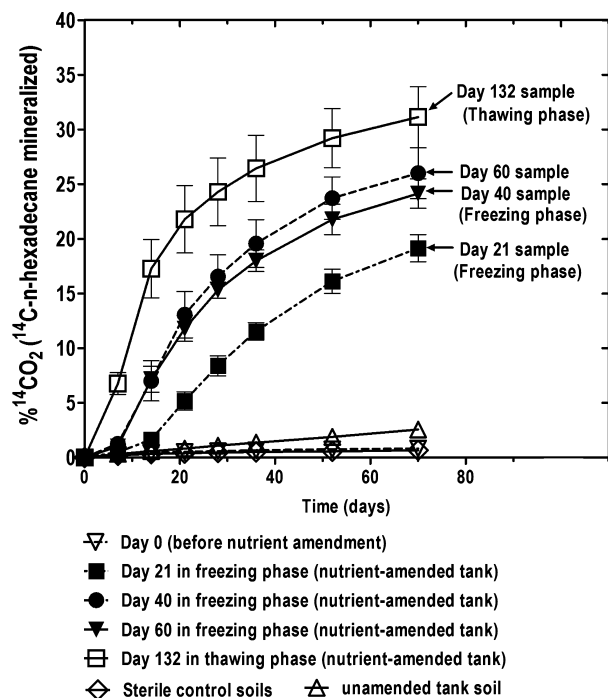 40
35
30
25
20
15
10
5
0
%¹⁴CO₂ (¹⁴C-n-hexadecane mineralized)
Day 132 sample
(Thawing phase)
Day 60 sample
Day 40 sample
(Freezing phase)
Day 21 sample
(Freezing phase)
0 20 40 60 80
Time (days)
Day 0 (before nutrient amendment)
Day 21 in freezing phase (nutrient-amended tank)
Day 40 in freezing phase (nutrient-amended tank)
Day 60 in freezing phase (nutrient-amended tank)
Day 132 in thawing phase (nutrient-amended tank)
Sterile control soils unamended tank soil